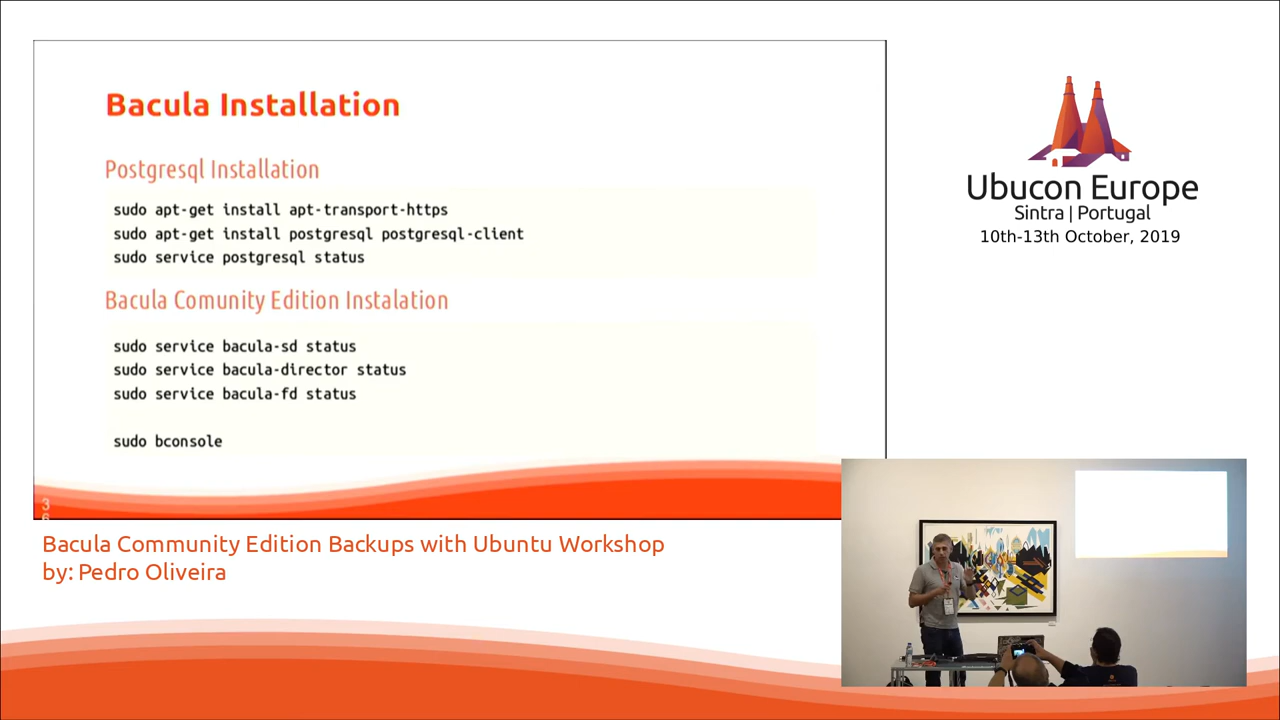 Bacula Installation
Postgresql Installation
sudo apt-get install apt-transport-https
sudo apt-get install postgresql postgresql-client
sudo service postgresql status
Bacula Comunity Edition Instalation
sudo service bacula-sd status
sudo service bacula-director status
sudo service bacula-fd status
sudo bconsole
Bacula Community Edition Backups with Ubuntu Workshop
by: Pedro Oliveira
Ubucon Europe
Sintra | Portugal
10th-13th October, 2019